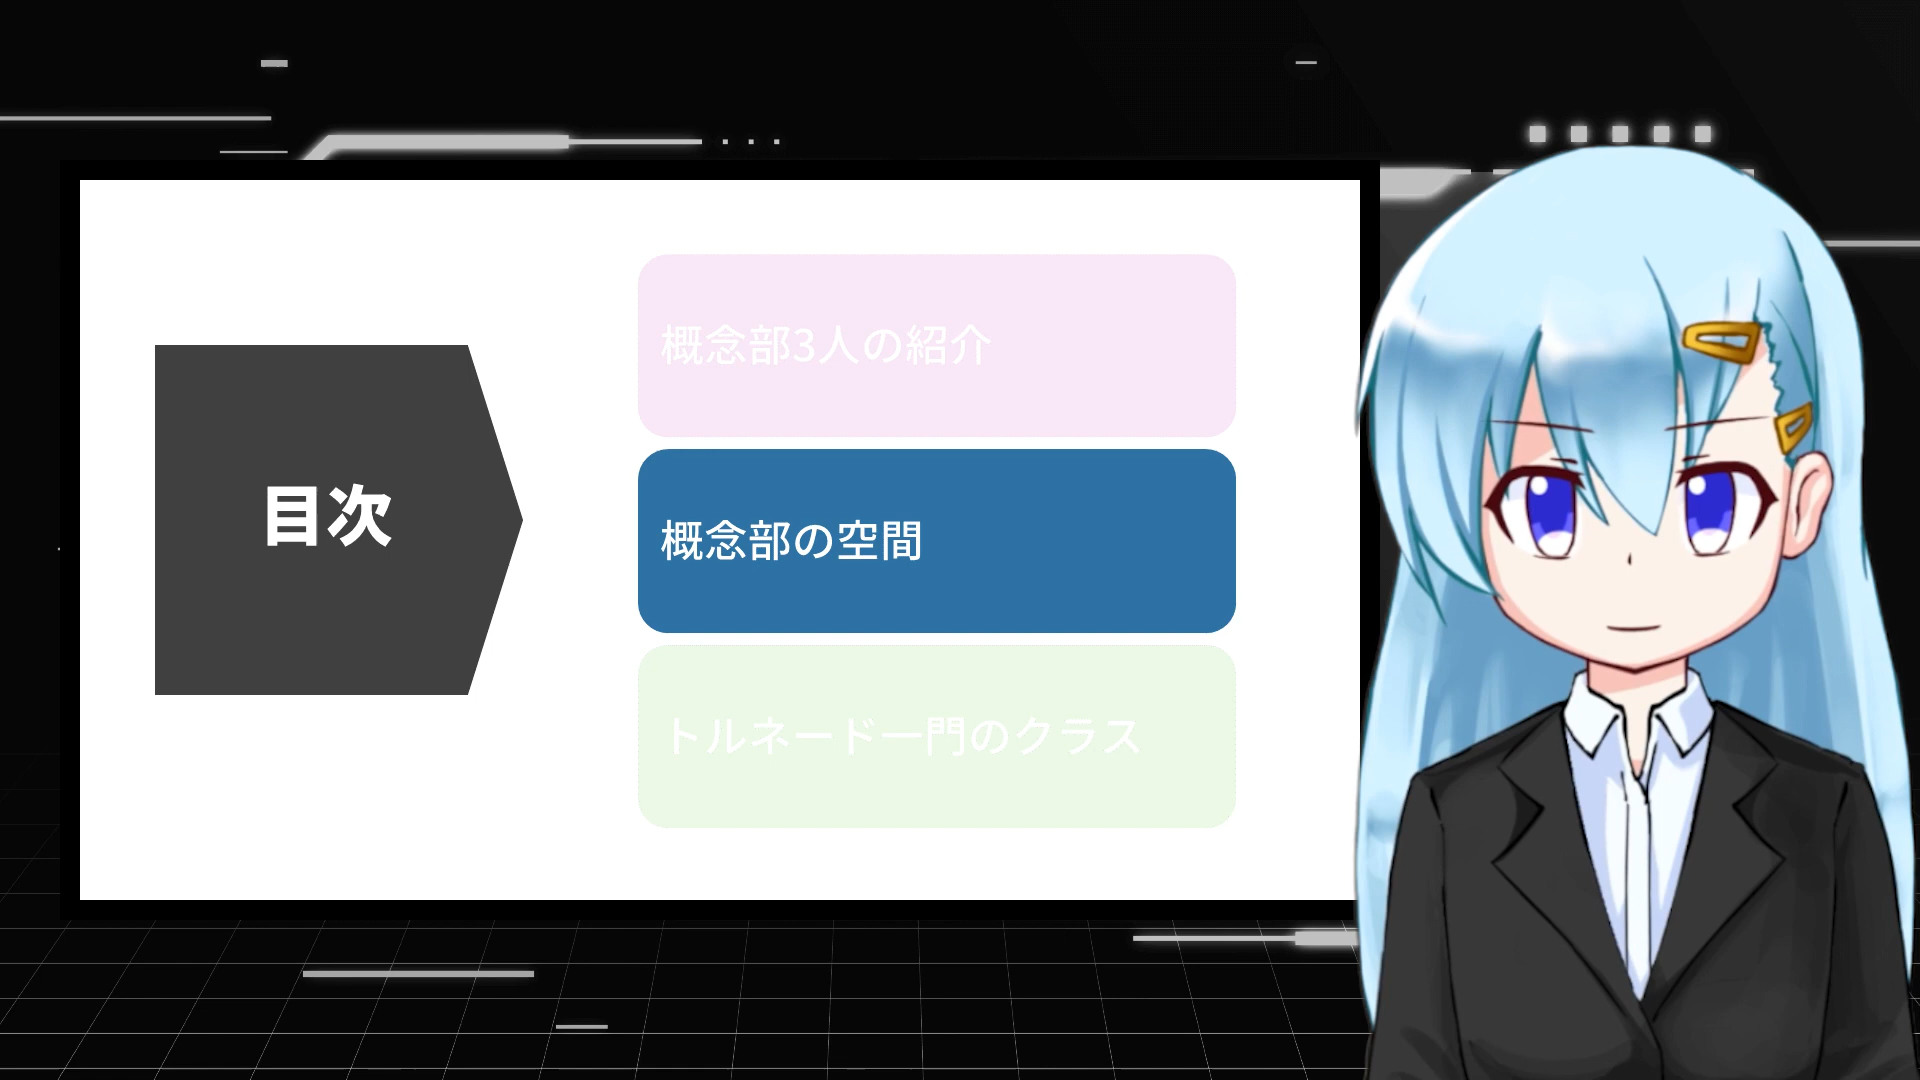 目次
概念部3人の紹介
概念部の空間
トルネード一門のクラス